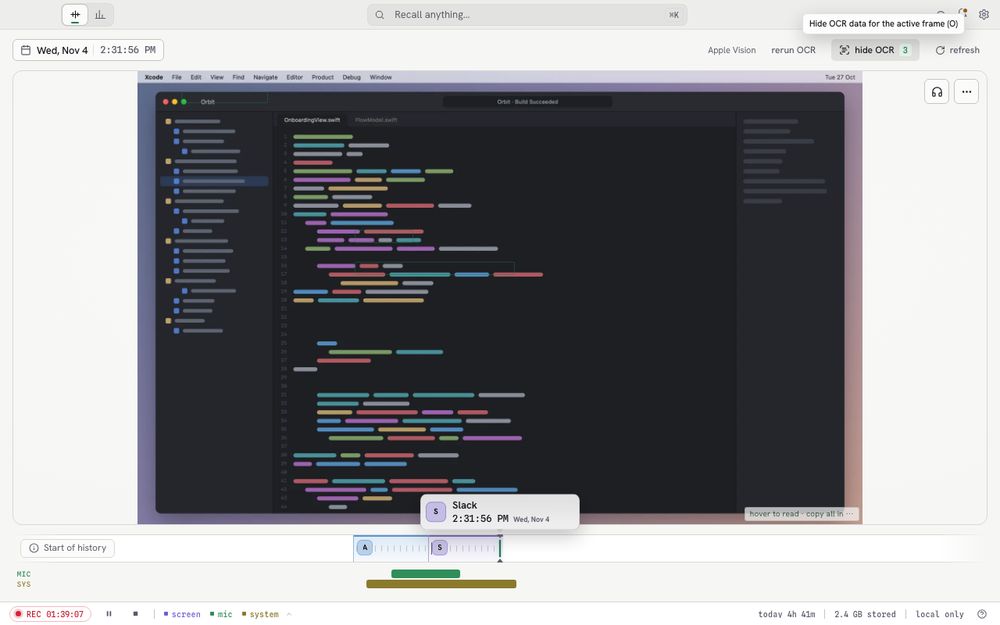 Recall anything...
⌘K
Hide OCR data for the active frame (O)
Wed, Nov 4
2:31:56 PM
Apple Vision
rerun OCR
hide OCR
3
refresh
Xcode File Edit View Find Navigate Editor Product Debug Window
Tue 27 Oct
Orbit
Orbit - Build Succeeded
OnboardingView.swift
FlowModel.swift
Slack
S
2:31:56 PM Wed, Nov 4
hover to read · copy all in ···
Start of history
A
S
MIC
SYS
REC 01:39:07
screen
mic
system
today 4h 41m
2.4 GB stored
local only